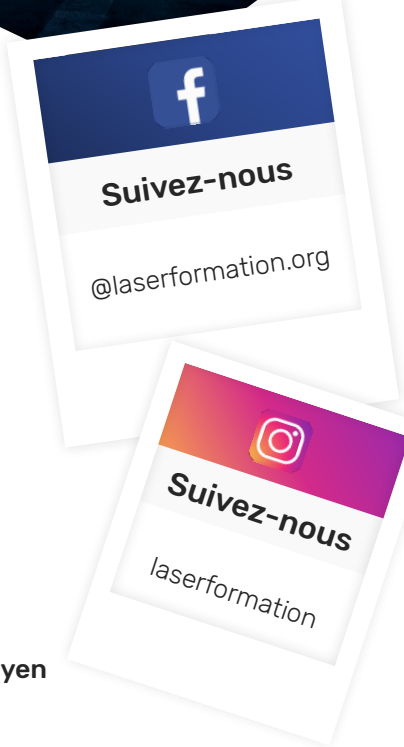 Suivez-nous
@laserformation.org
Suivez-nous
laserformation
yen